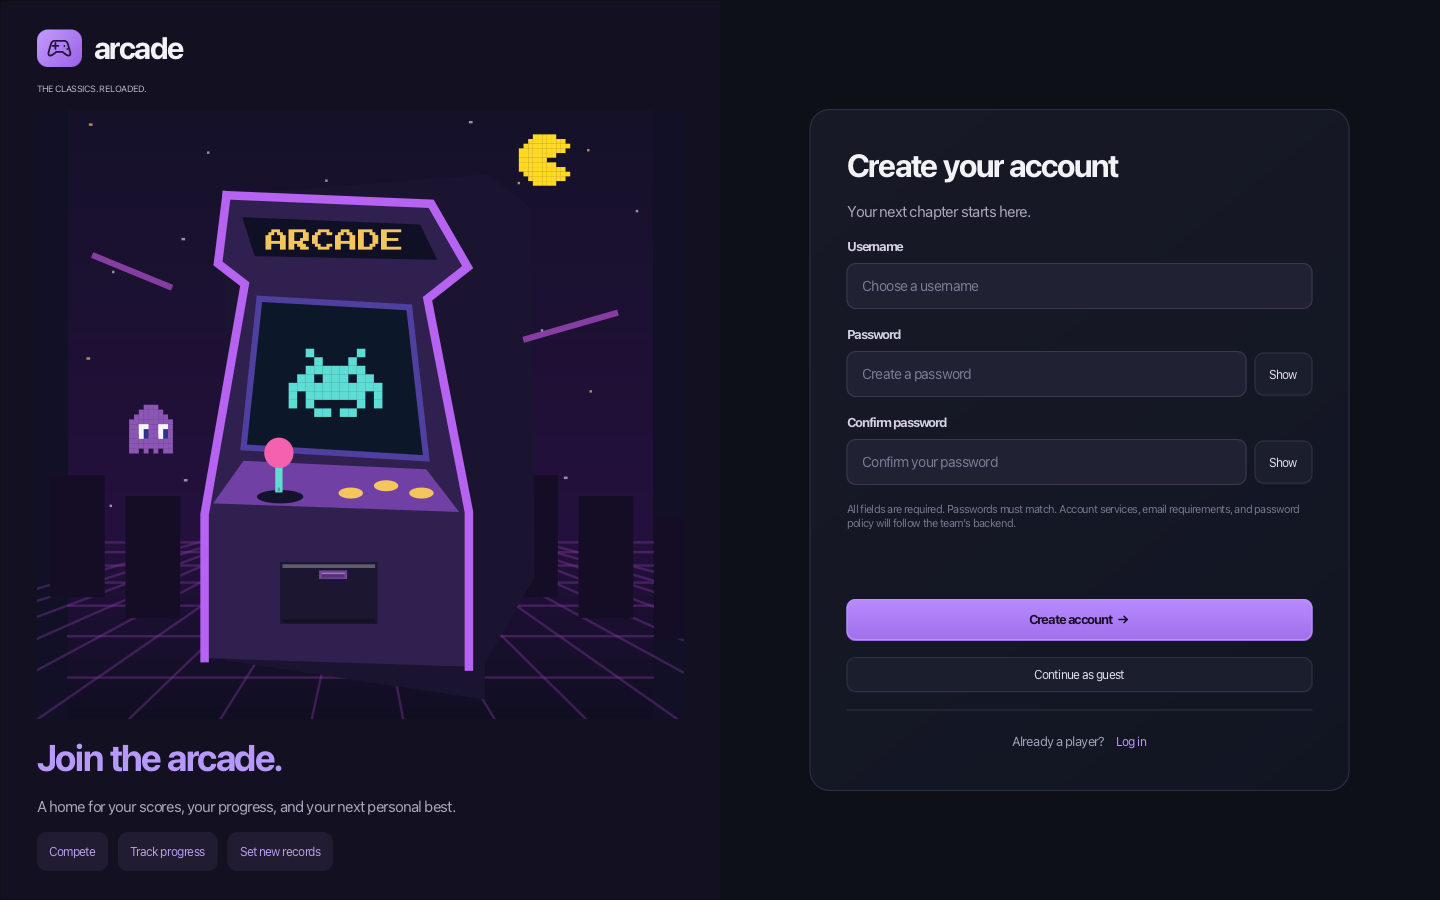 arcade
THE CLASSICS. RELOADED.
ARCADE
Join the arcade.
A home for your scores, your progress, and your next personal best.
Compete
Track progress
Set new records
Create your account
Your next chapter starts here.
Username
Choose a username
Password
Create a password
Show
Confirm password
Confirm your password
Show
All fields are required. Passwords must match. Account services, email requirements, and password
policy will follow the team's backend.
Create account →
Continue as guest
Already a player? Log in